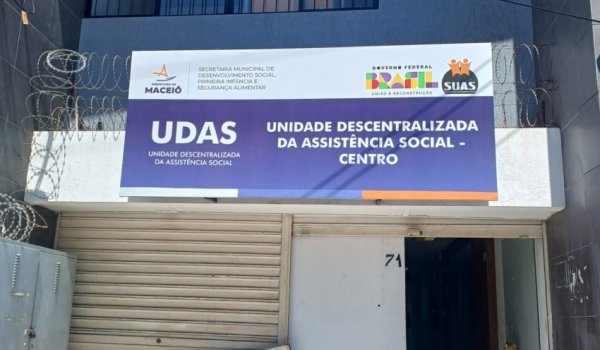 PREFEITURA DE
MACEIÓ
SECRETARIA MUNICIPAL DE
DESENVOLVIMENTO SOCIAL,
PRIMEIRA INFÂNCIA E
SEGURANÇA ALIMENTAR
GOVERNO FEDERAL
BRASIL
UNIÃO E RECONSTRUÇÃO
SUAS
UDAS
UNIDADE DESCENTRALIZADA
DA ASSISTÊNCIA SOCIAL
UNIDADE DESCENTRALIZADA
DA ASSISTÊNCIA SOCIAL -
CENTRO
71